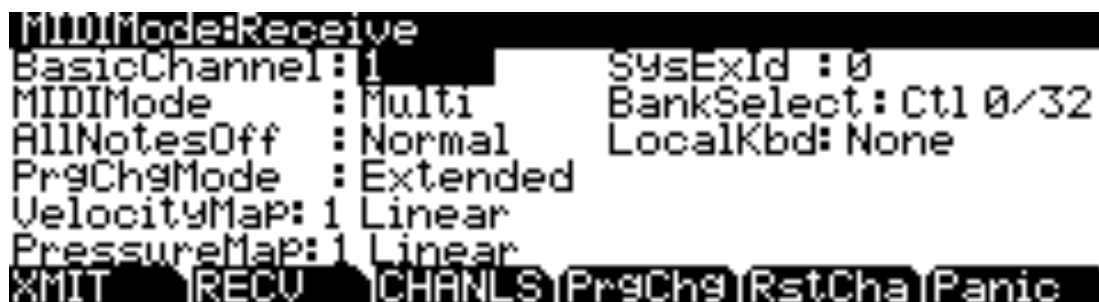 MIDIMode:Receive
BasicChannel:1 SysExId :0
MIDIMode :Multi BankSelect:Ctl 0/32
AllNotesOff :Normal LocalKbd:None
PrgChgMode :Extended
VelocityMap:1 Linear
PressureMap:1 Linear
XMIT RECV CHANLS PrgChg RstCha Panic